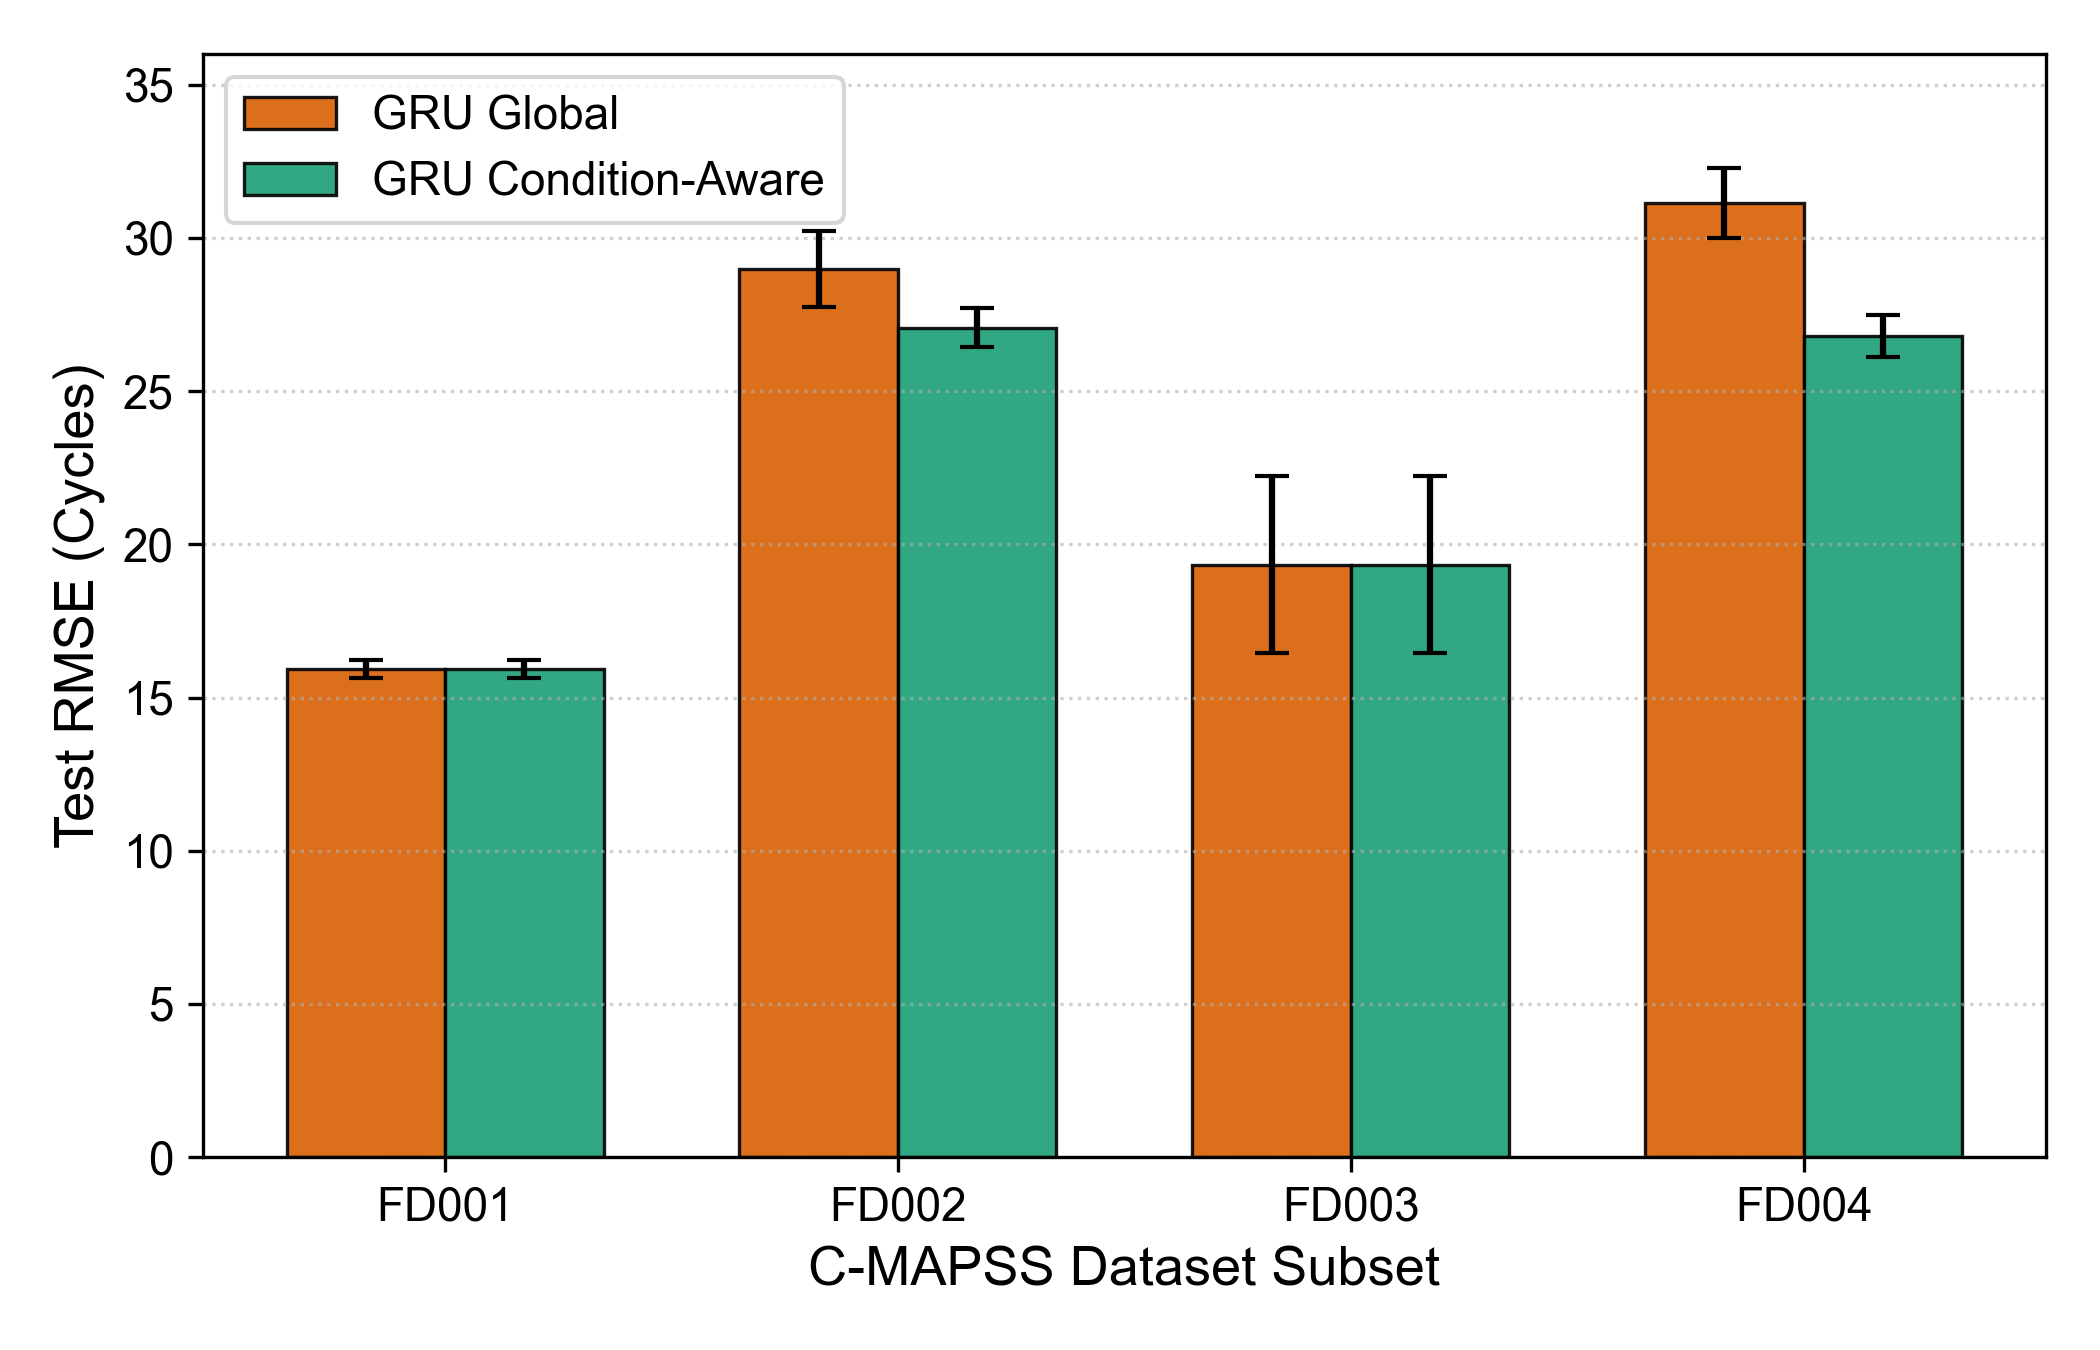 35
30
25
20
15
10
5
0
Test RMSE (Cycles)
GRU Global
GRU Condition-Aware
FD001
FD002
FD003
FD004
C-MAPSS Dataset Subset